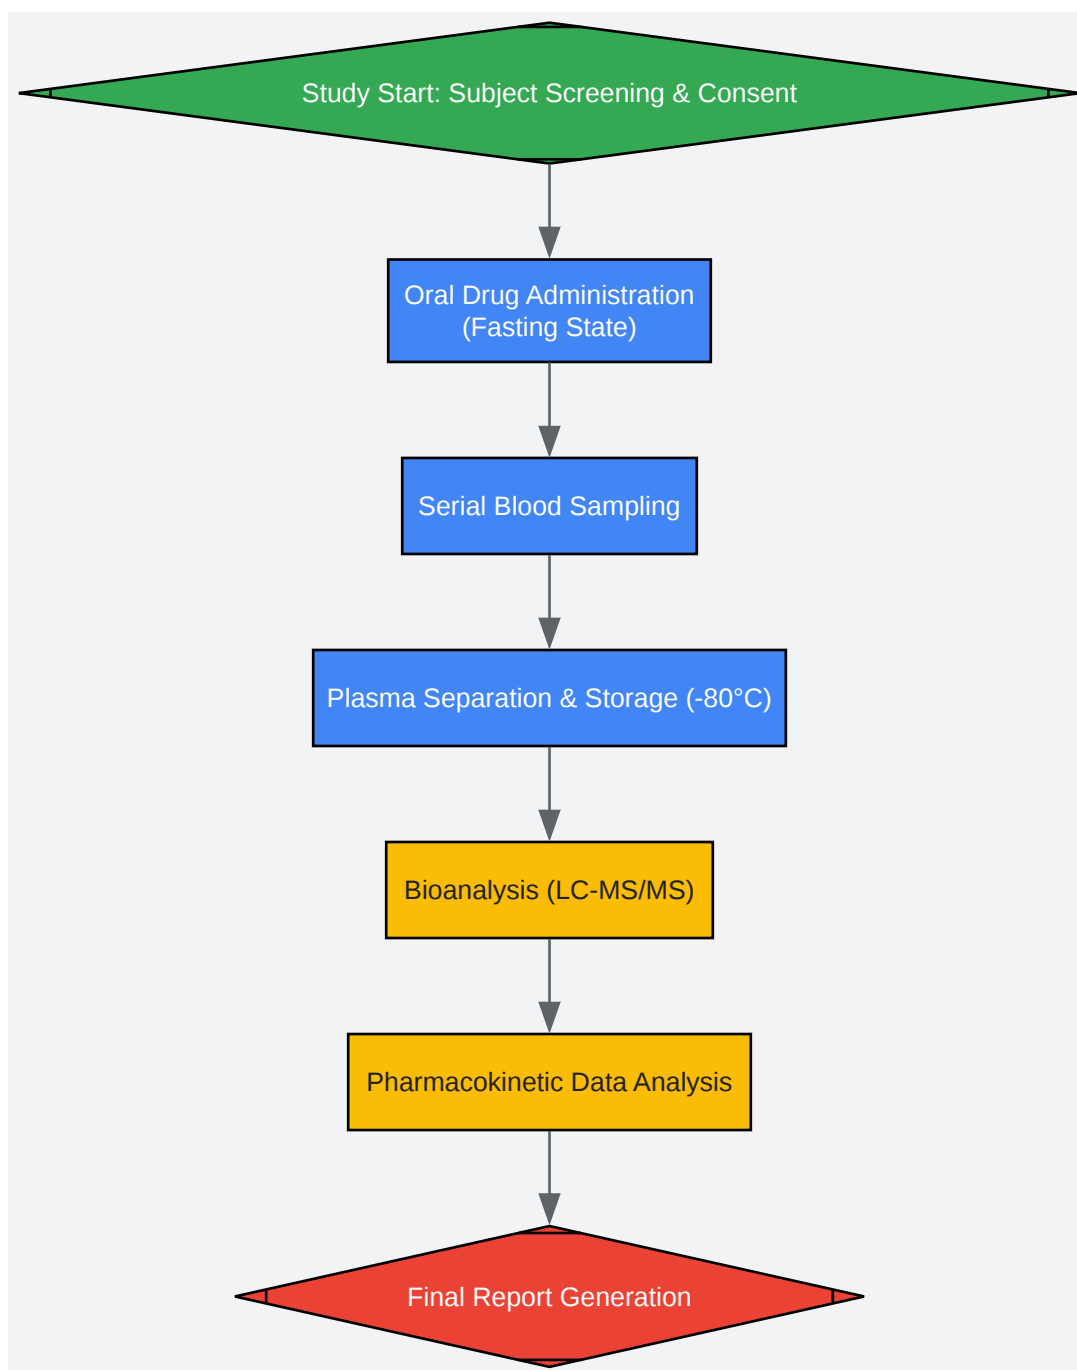 Study Start: Subject Screening & Consent
Oral Drug Administration
(Fasting State)
Serial Blood Sampling
Plasma Separation & Storage (-80°C)
Bioanalysis (LC-MS/MS)
Pharmacokinetic Data Analysis
Final Report Generation